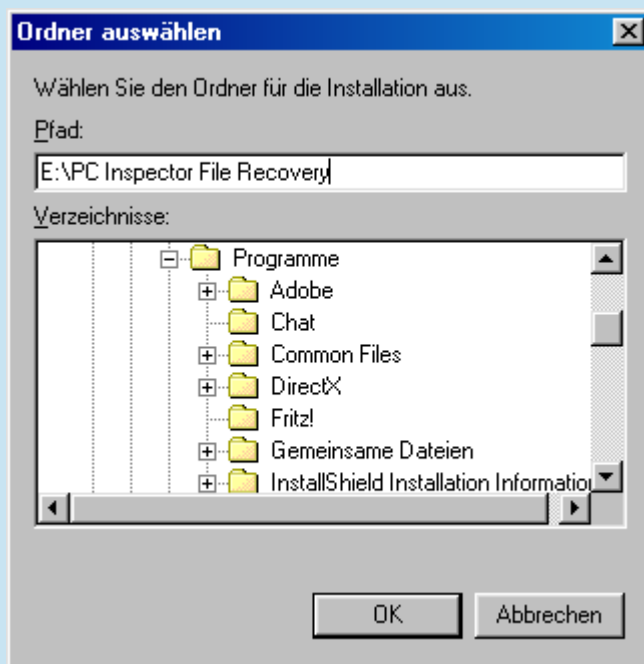 Ordner auswählen
Wählen Sie den Ordner für die Installation aus.
Pfad:
E:\PC Inspector File Recovery
Verzeichnisse:
Programme
Adobe
Chat
Common Files
DirectX
Fritz!
Gemeinsame Dateien
InstallShield Installation Information
OK
Abbrechen